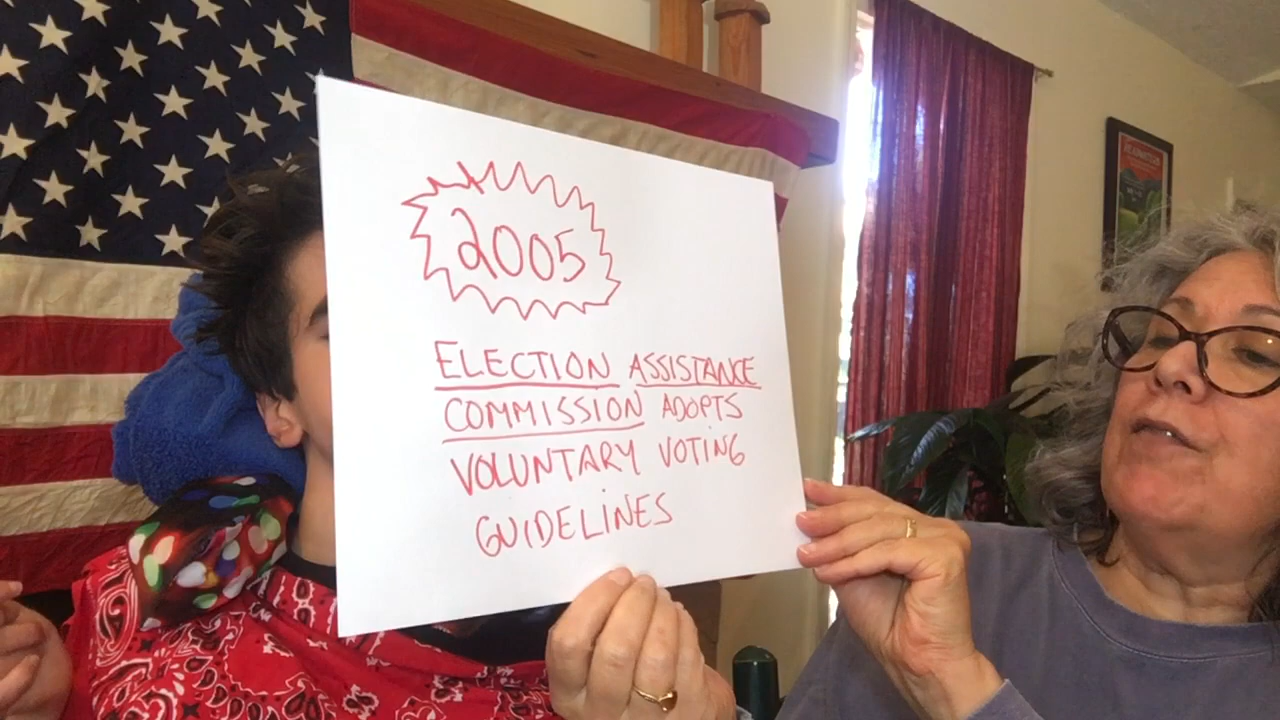 2005
ELECTION ASSISTANCE
COMMISSION ADOPTS
VOLUNTARY VOTING
GUIDELINES